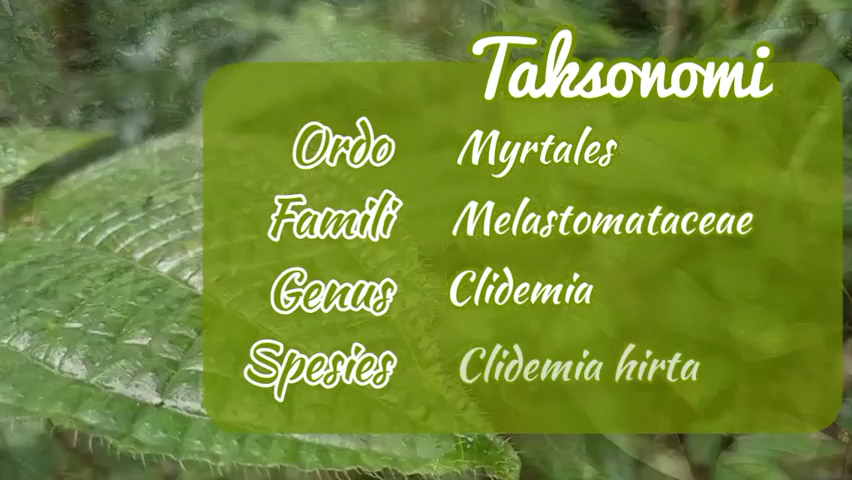 Taksonomi
Ordo Myrtales
Famili Melastomataceae
Genus Clidemia
Spesies Clidemia hirta